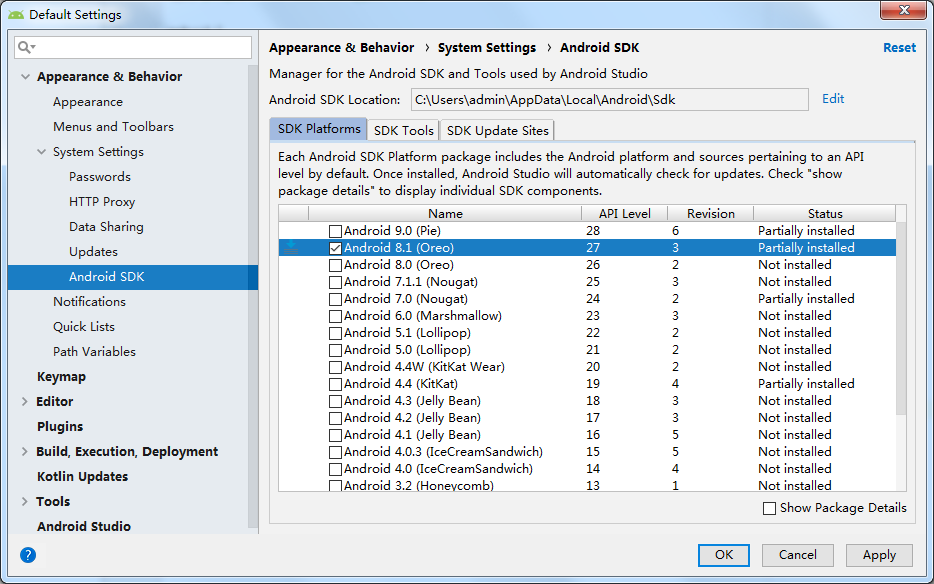 Default Settings
Appearance & Behavior
Appearance
Menus and Toolbars
System Settings
Passwords
HTTP Proxy
Data Sharing
Updates
Android SDK
Notifications
Quick Lists
Path Variables
Keymap
Editor
Plugins
Build, Execution, Deployment
Kotlin Updates
Tools
Android Studio
Appearance & Behavior › System Settings › Android SDK Reset
Manager for the Android SDK and Tools used by Android Studio
Android SDK Location: C:\Users\admin\AppData\Local\Android\Sdk Edit
SDK Platforms SDK Tools SDK Update Sites
Each Android SDK Platform package includes the Android platform and sources pertaining to an API
level by default. Once installed, Android Studio will automatically check for updates. Check "show
package details" to display individual SDK components.
Name API Level Revision Status
Android 9.0 (Pie) 28 6 Partially installed
Android 8.1 (Oreo) 27 3 Partially installed
Android 8.0 (Oreo) 26 2 Not installed
Android 7.1.1 (Nougat) 25 3 Not installed
Android 7.0 (Nougat) 24 2 Partially installed
Android 6.0 (Marshmallow) 23 3 Not installed
Android 5.1 (Lollipop) 22 2 Not installed
Android 5.0 (Lollipop) 21 2 Not installed
Android 4.4W (KitKat Wear) 20 2 Not installed
Android 4.4 (KitKat) 19 4 Partially installed
Android 4.3 (Jelly Bean) 18 3 Not installed
Android 4.2 (Jelly Bean) 17 3 Not installed
Android 4.1 (Jelly Bean) 16 5 Not installed
Android 4.0.3 (IceCreamSandwich) 15 5 Not installed
Android 4.0 (IceCreamSandwich) 14 4 Not installed
Android 3.2 (Honeycomb) 13 1 Not installed
Show Package Details
? OK Cancel Apply